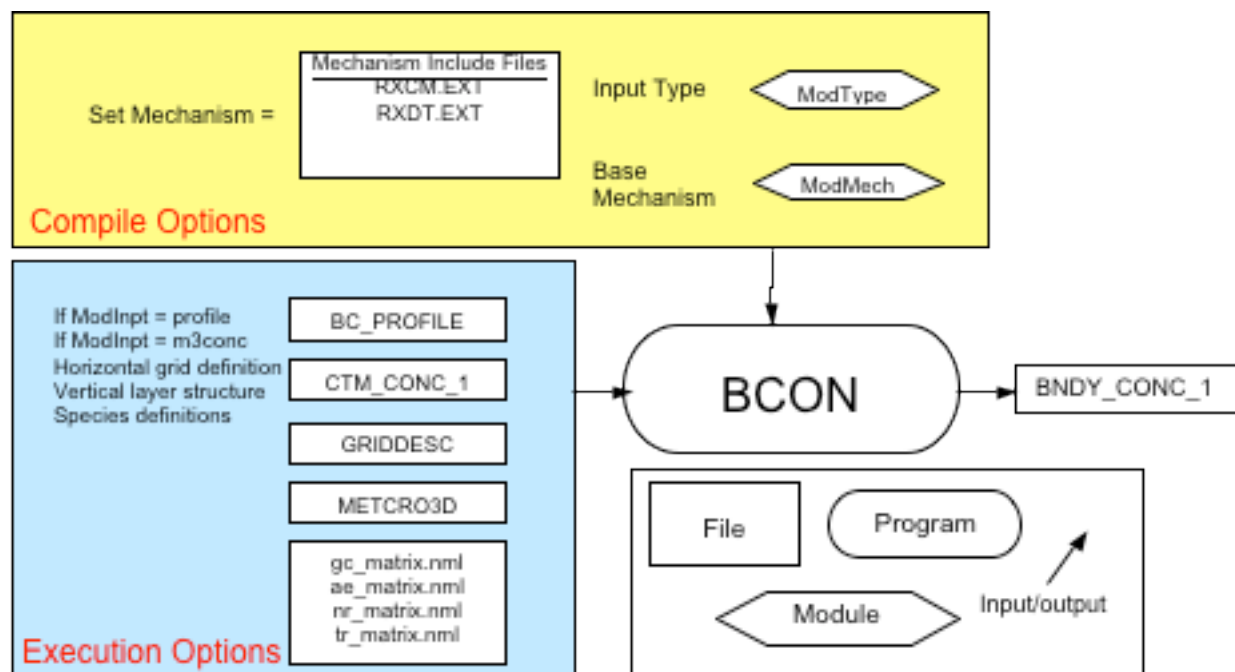 Mechanism Include Files
RXCM.EXT
RXDT.EXT
Set Mechanism =
Input Type
ModType
Base
Mechanism
ModMech
Compile Options
If ModInpt = profile
If ModInpt = m3conc
Horizontal grid definition
Vertical layer structure
Species definitions
BC_PROFILE
CTM_CONC_1
GRIDDESC
METCRO3D
gc_matrix.nml
ae_matrix.nml
nr_matrix.nml
tr_matrix.nml
Execution Options
BCON
BNDY_CONC_1
File
Program
Module
Input/output